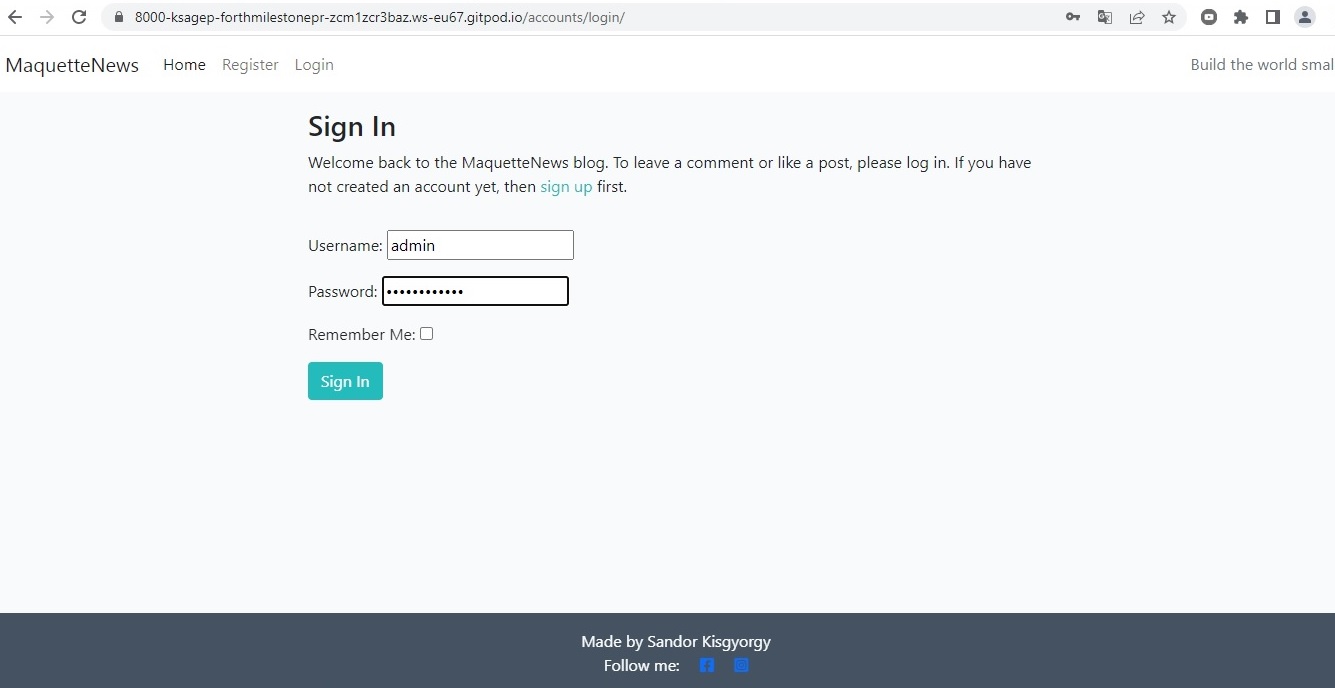 8000-ksagep-forthmilestonepr-zcm1zcr3baz.ws-eu67.gitpod.io/accounts/login/
MaquetteNews Home Register Login Build the world smal
Sign In
Welcome back to the MaquetteNews blog. To leave a comment or like a post, please log in. If you have
not created an account yet, then sign up first.
Username: admin
Password: ••••••••••••
Remember Me:
Sign In
Made by Sandor Kisgyorgy
Follow me: